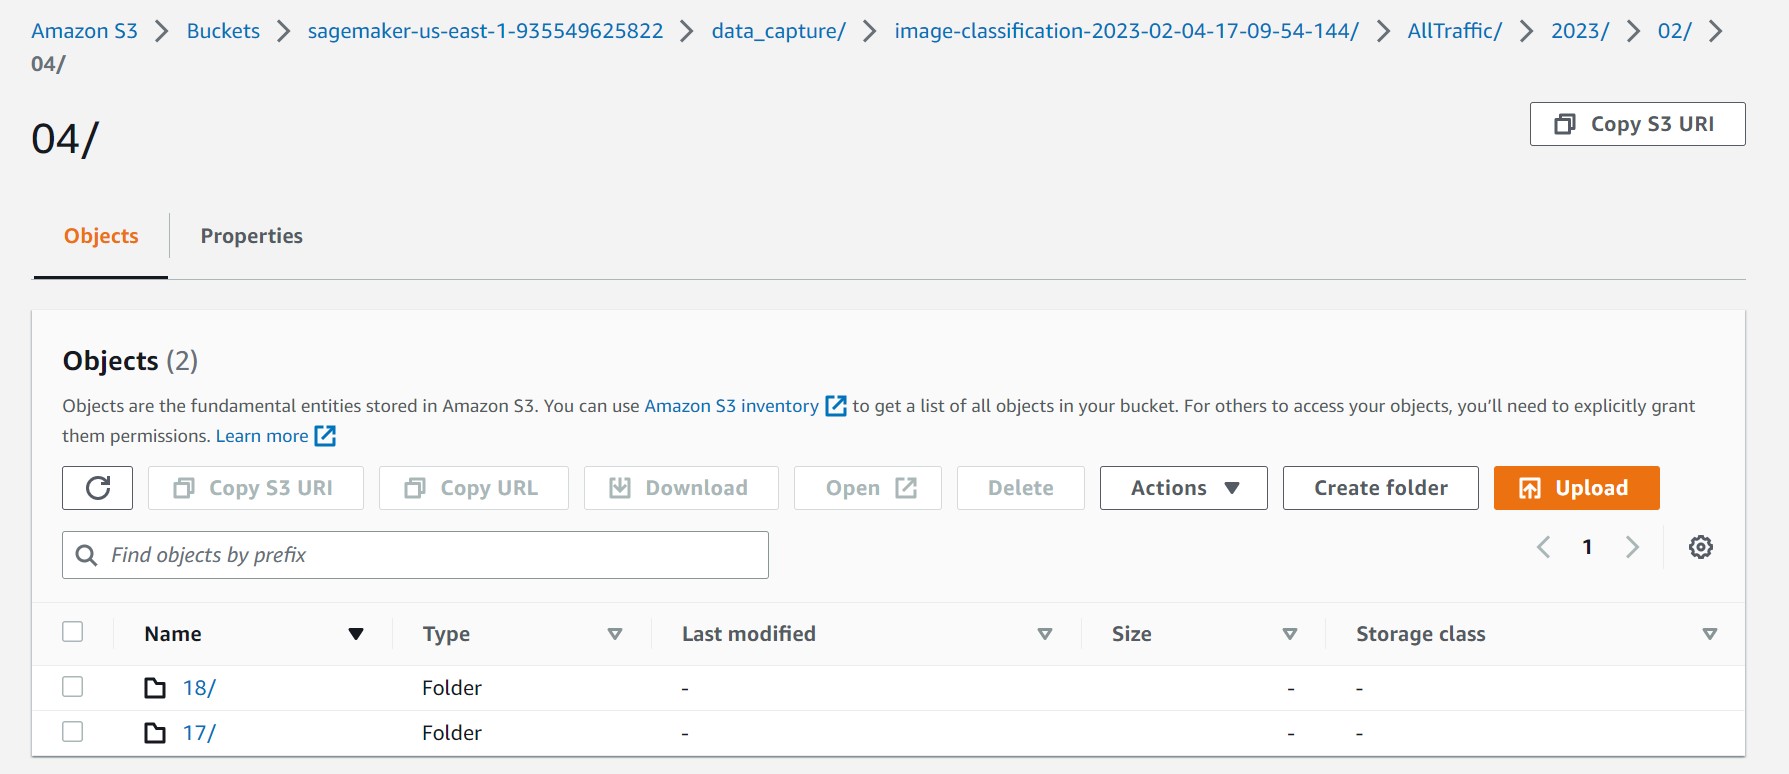 Amazon S3 > Buckets > sagemaker-us-east-1-935549625822 > data_capture/ > image-classification-2023-02-04-17-09-54-144/ > AllTraffic/ > 2023/ > 02/ >
04/
04/
Copy S3 URI
Objects Properties
Objects (2)
Objects are the fundamental entities stored in Amazon S3. You can use Amazon S3 inventory to get a list of all objects in your bucket. For others to access your objects, you’ll need to explicitly grant
them permissions. Learn more
Copy S3 URI Copy URL Download Open Delete Actions Create folder Upload
Find objects by prefix
1
Name Type Last modified Size Storage class
18/ Folder - - -
17/ Folder - - -